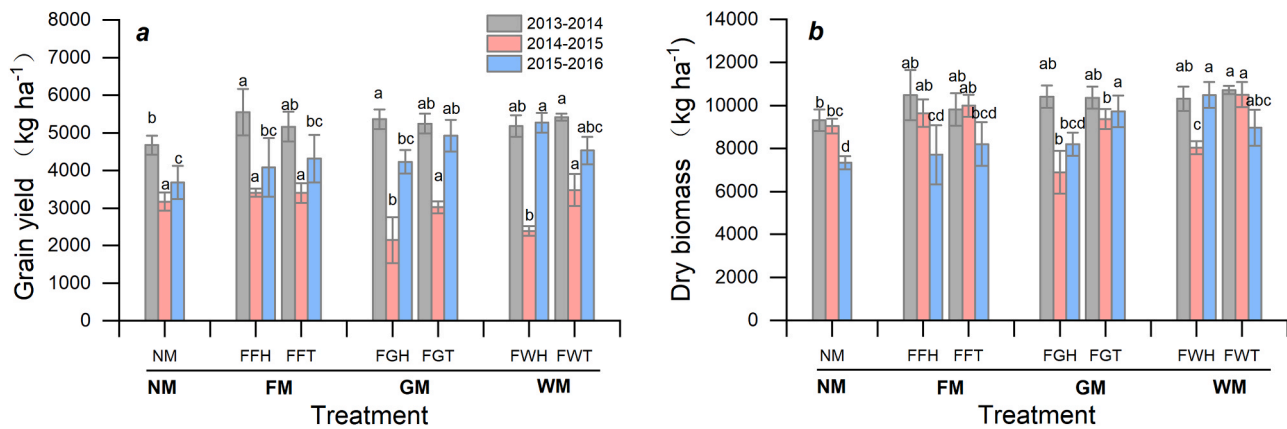 a
2013-2014
2014-2015
2015-2016
Grain yield （kg ha⁻¹）
8000
7000
6000
5000
4000
3000
2000
1000
0
b a c
a a bc
ab a bc
a b bc
ab a ab
ab b a
a a abc
NM FFH FFT FGH FGT FWH FWT
NM FM GM WM
Treatment
b
Dry biomass （kg ha⁻¹）
14000
12000
10000
8000
6000
4000
2000
0
b bc d
ab ab cd
ab a bcd
ab b bcd
ab b a
ab c ab
a a abc
NM FFH FFT FGH FGT FWH FWT
NM FM GM WM
Treatment